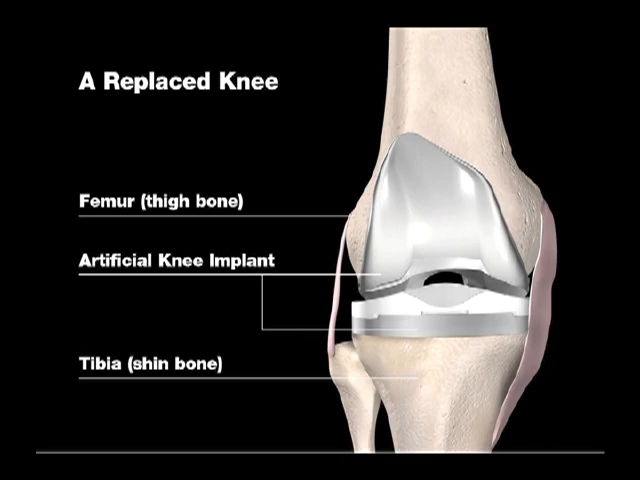 A Replaced Knee
Femur (thigh bone)
Artificial Knee Implant
Tibia (shin bone)